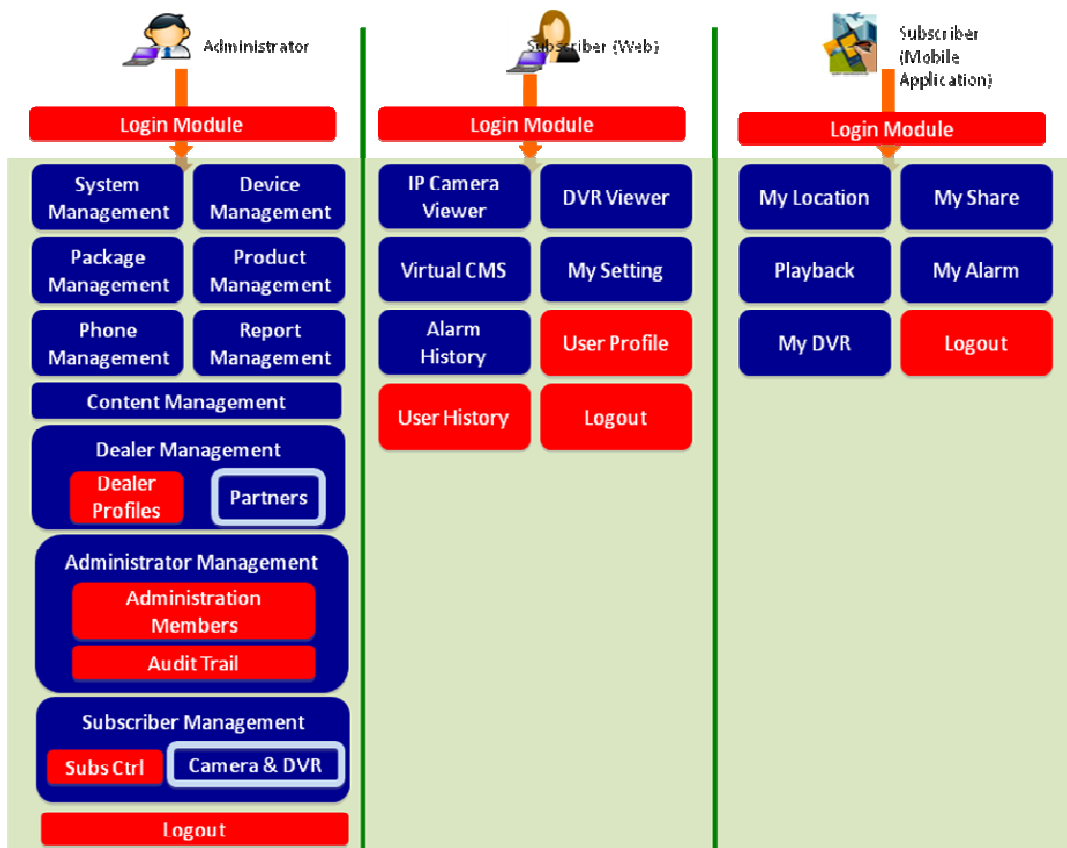 Administrator
Login Module
System
Management
Device
Management
Package
Management
Product
Management
Phone
Management
Report
Management
Content Management
Dealer Management
Dealer
Profiles
Partners
Administrator Management
Administration
Members
Audit Trail
Subscriber Management
Subs Ctrl
Camera & DVR
Logout
Subscriber (Web)
Login Module
IP Camera
Viewer
DVR Viewer
Virtual CMS
My Setting
Alarm
History
User Profile
User History
Logout
Subscriber
(Mobile
Application)
Login Module
My Location
My Share
Playback
My Alarm
My DVR
Logout